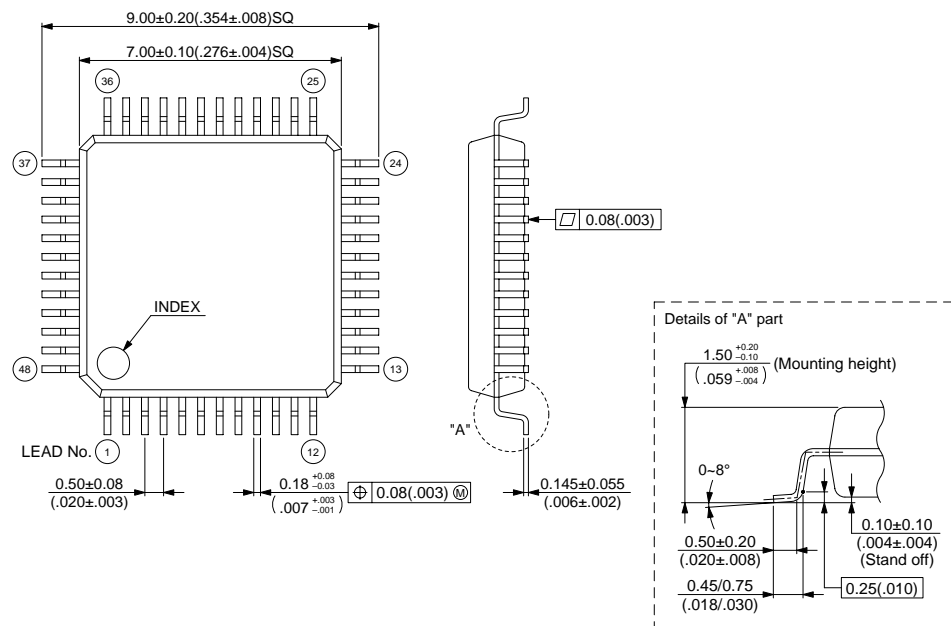 9.00±0.20(.354±.008)SQ
7.00±0.10(.276±.004)SQ
36
25
37
24
0.08(.003)
INDEX
48
13
"A"
LEAD No. 1
12
0.50±0.08
(.020±.003)
0.18 +0.08 −0.03
(.007 +.003 −.001)
⌖ 0.08(.003) Ⓜ
0.145±0.055
(.006±.002)
Details of "A" part
1.50 +0.20 −0.10 (Mounting height)
(.059 +.008 −.004)
0~8°
0.50±0.20
(.020±.008)
0.45/0.75
(.018/.030)
0.10±0.10
(.004±.004)
(Stand off)
0.25(.010)